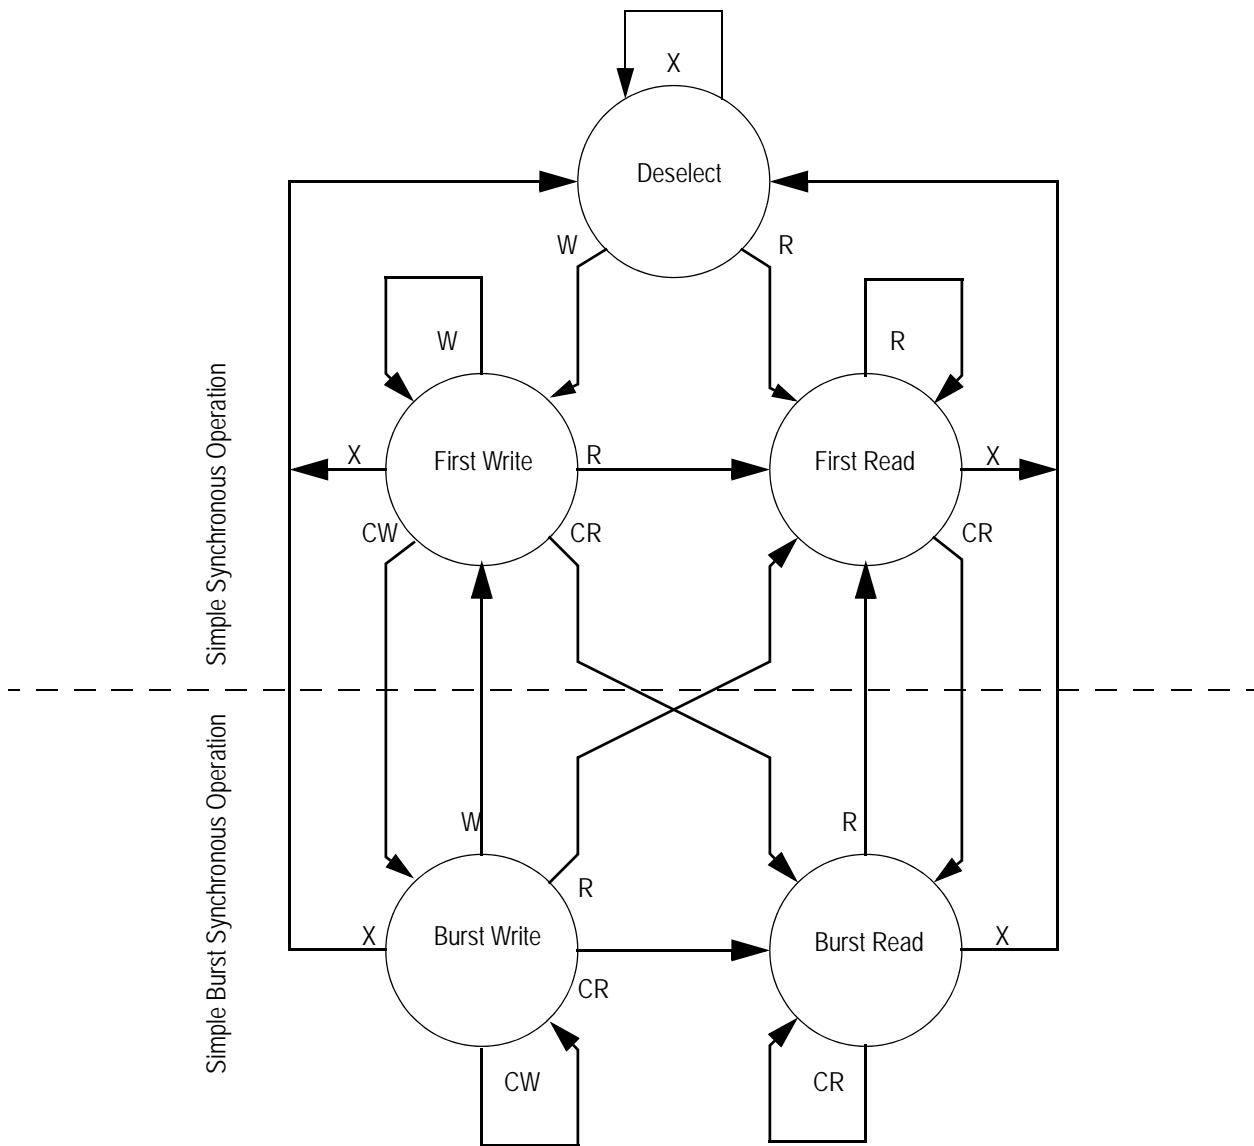 X
Deselect
W
R
W
R
Simple Synchronous Operation
X
First Write
R
First Read
X
CW
CR
CR
Simple Burst Synchronous Operation
W
R
R
X
Burst Write
Burst Read
X
CR
CW
CR